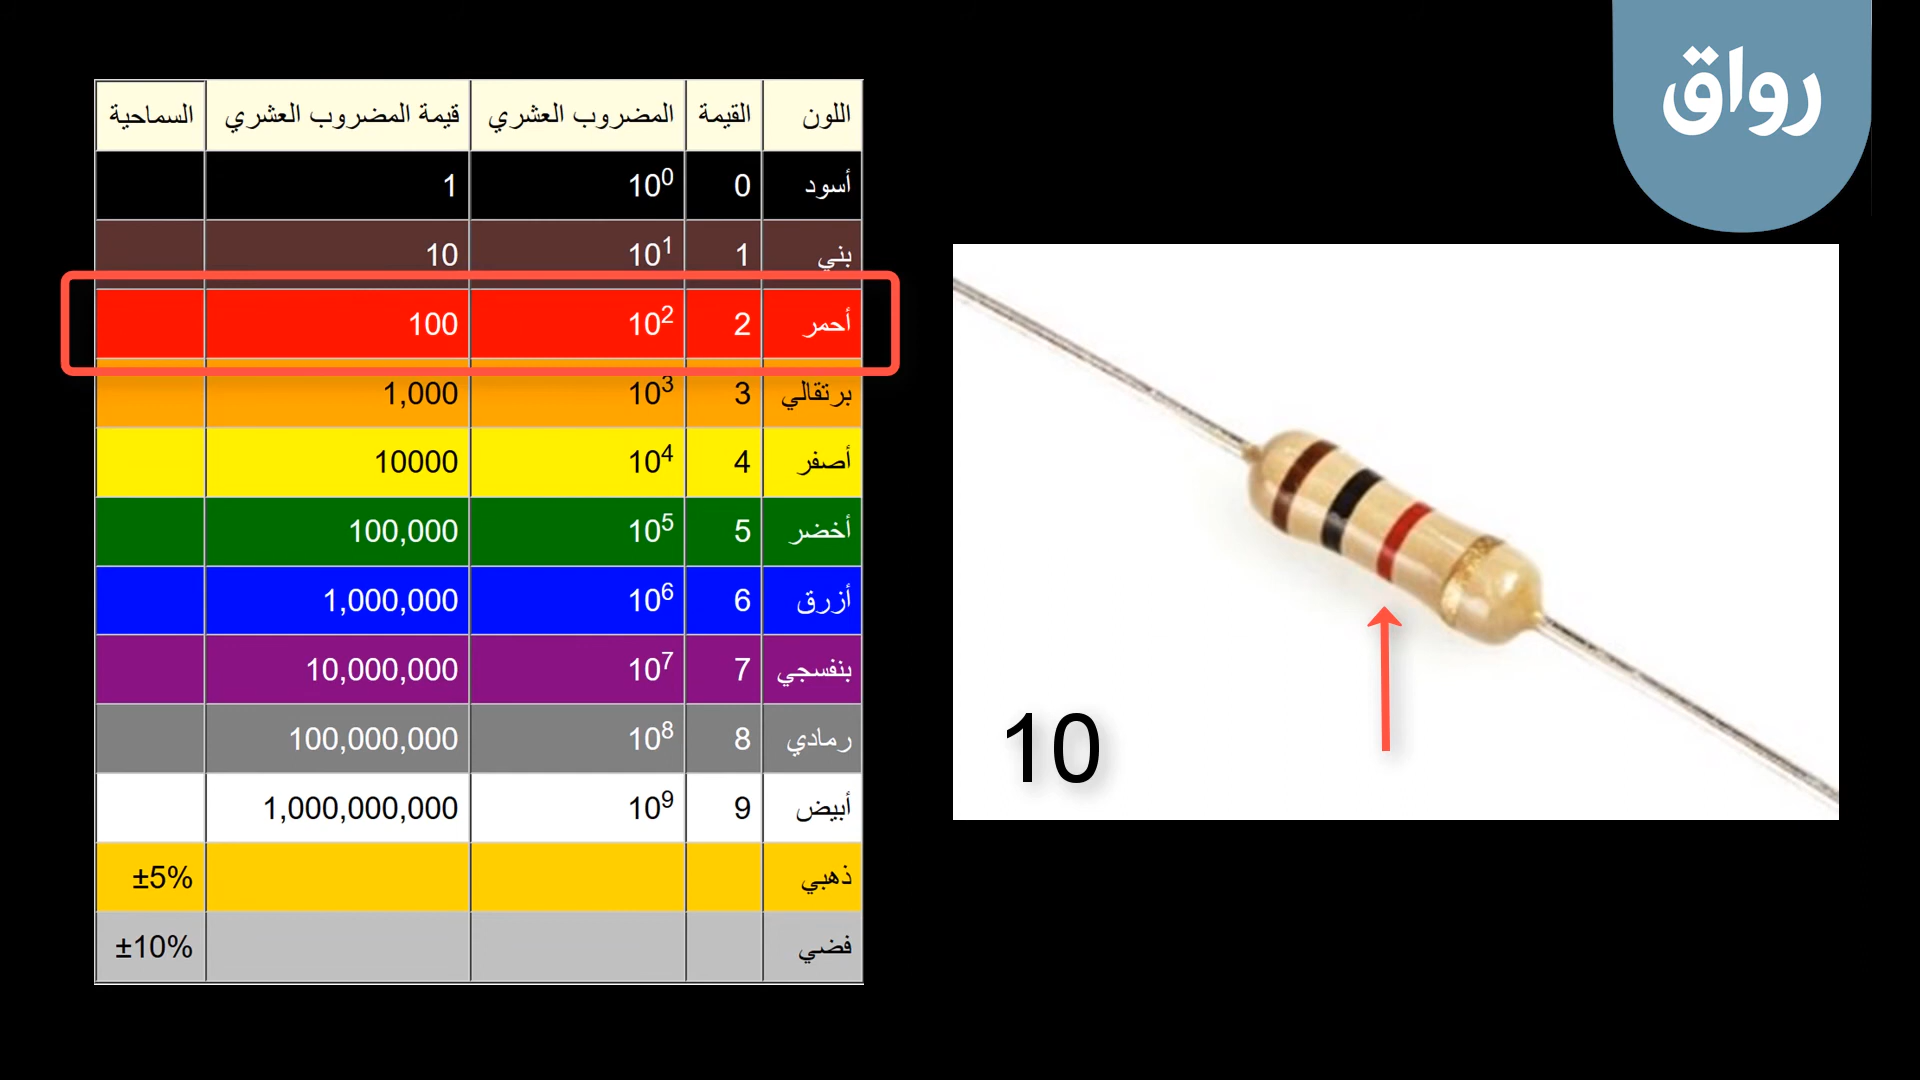 رواق
اللون القيمة المضروب العشري قيمة المضروب العشري السماحية
أسود 0 10⁰ 1
بني 1 10¹ 10
أحمر 2 10² 100
برتقالي 3 10³ 1,000
أصفر 4 10⁴ 10000
أخضر 5 10⁵ 100,000
أزرق 6 10⁶ 1,000,000
بنفسجي 7 10⁷ 10,000,000
رمادي 8 10⁸ 100,000,000
أبيض 9 10⁹ 1,000,000,000
ذهبي ±5%
فضي ±10%
10